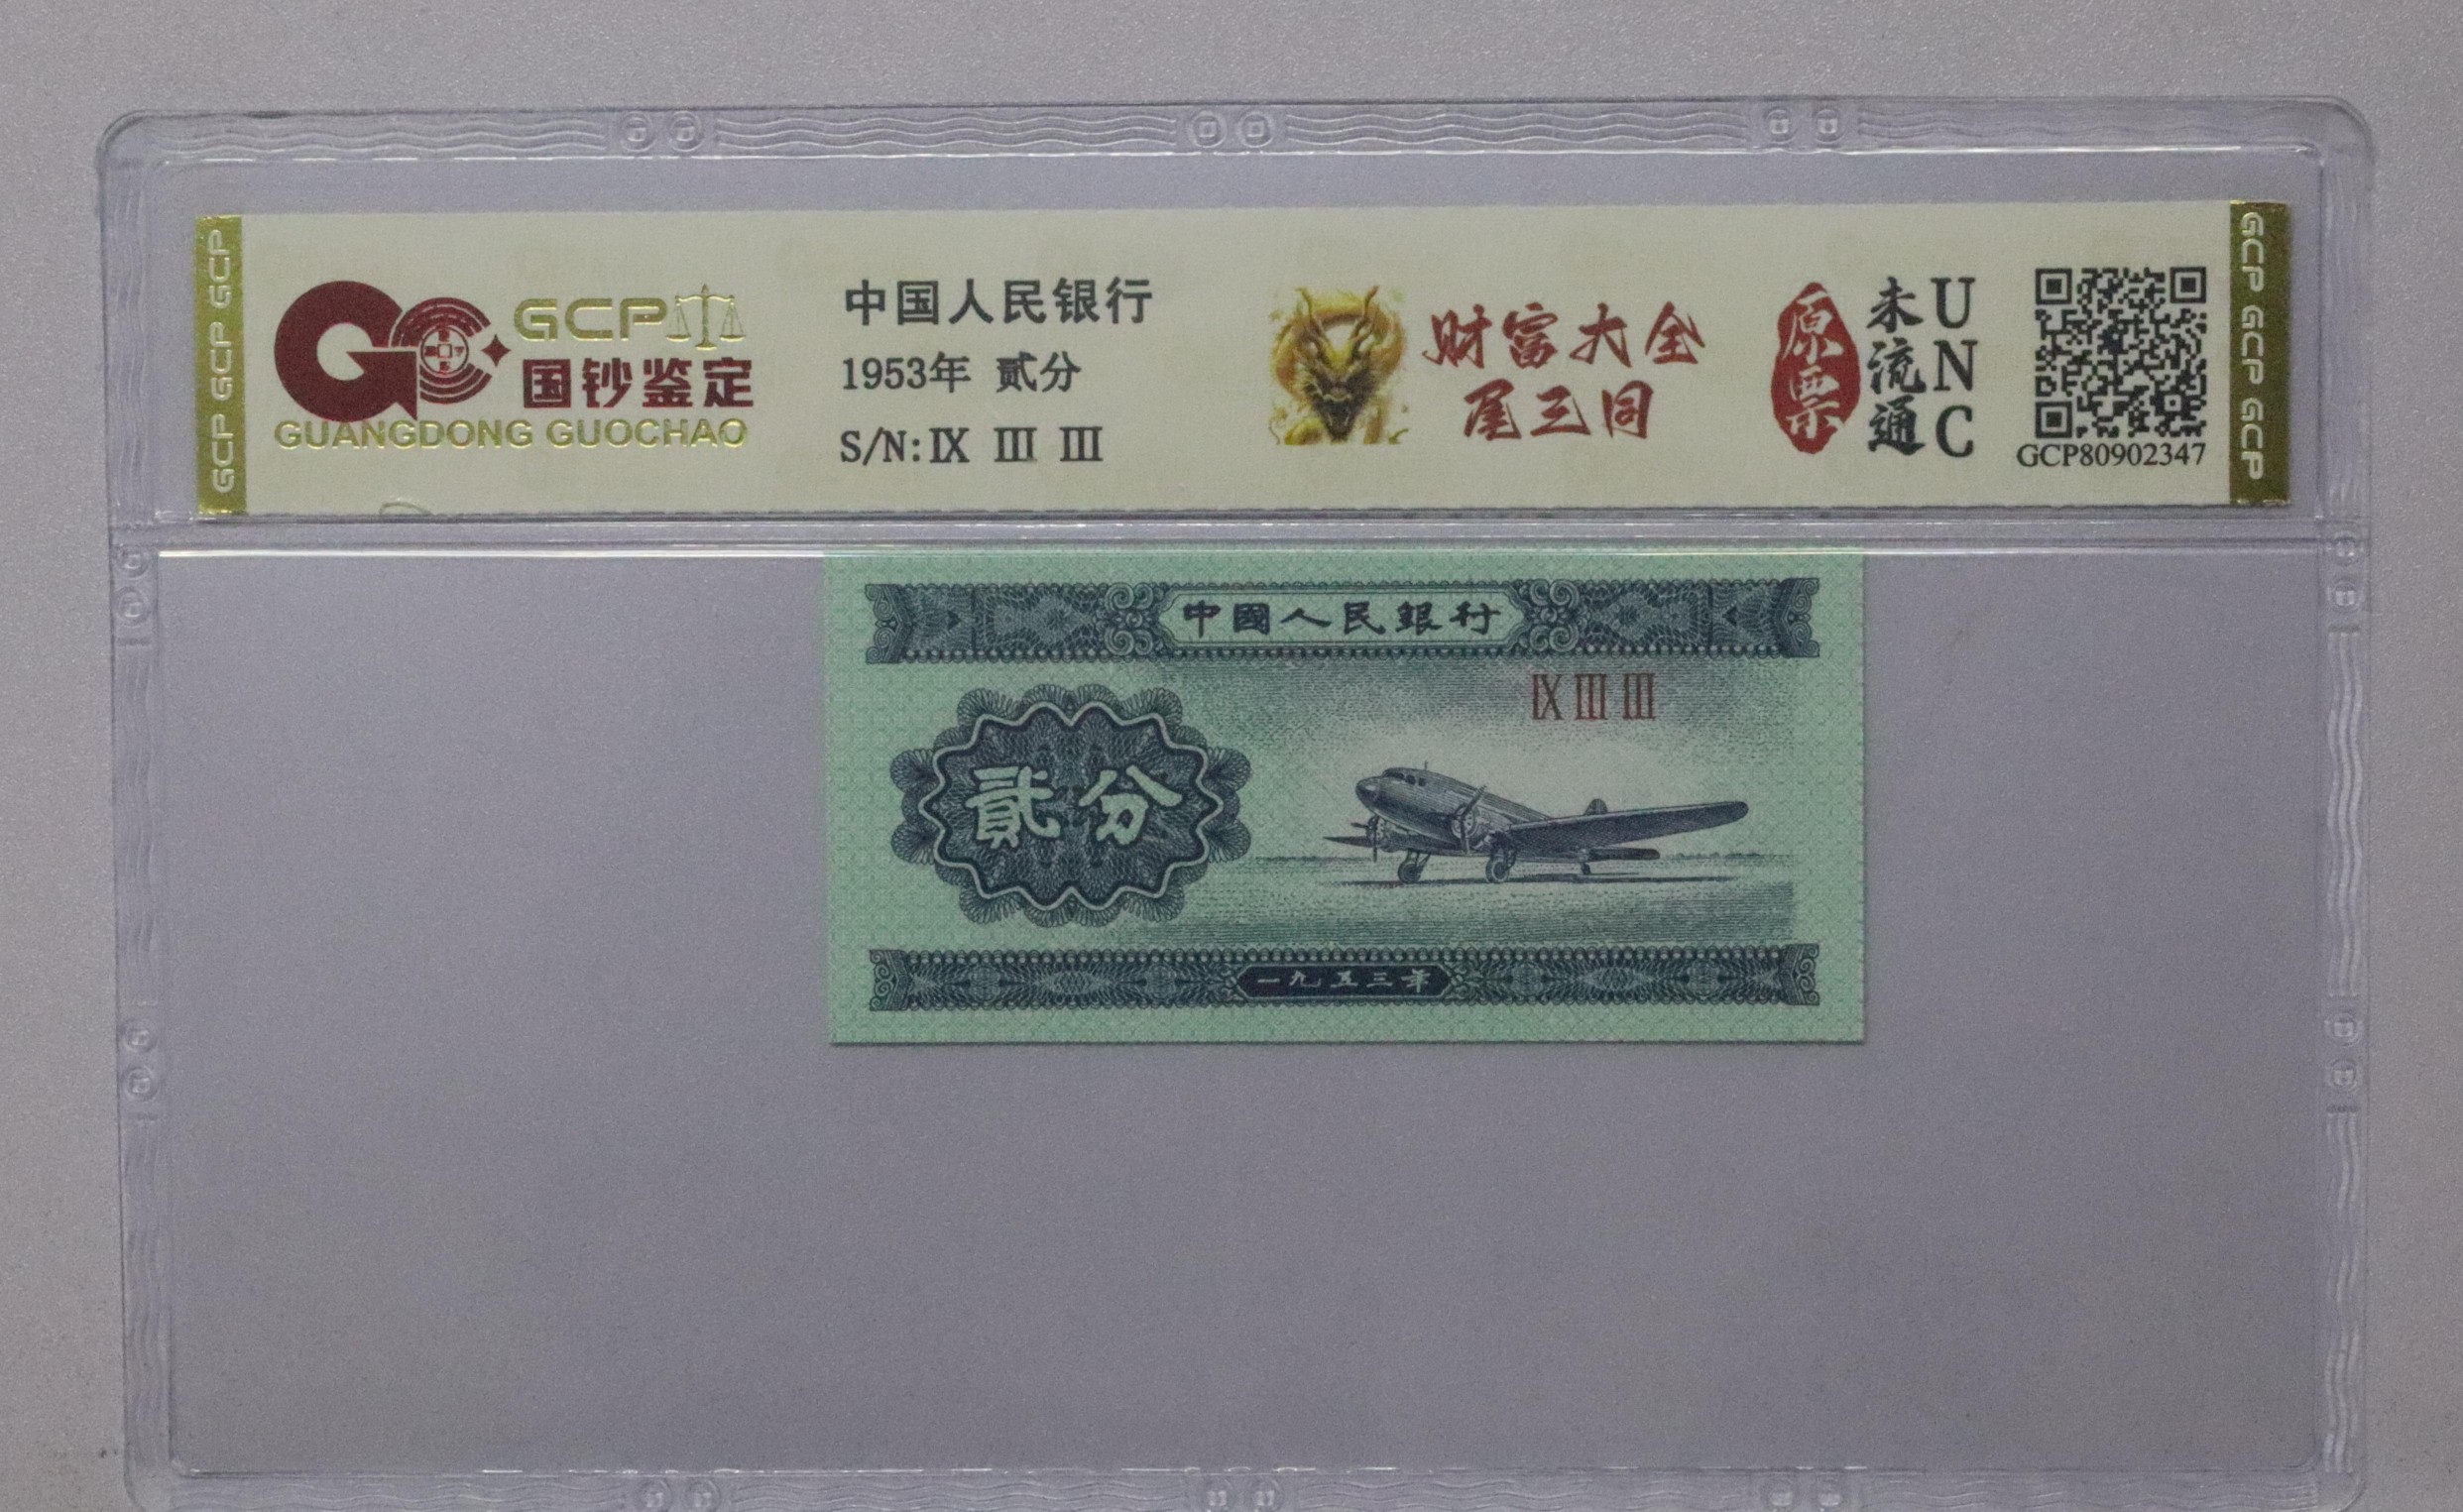 GCP GCP GCP
GCP
国钞鉴定
GUANGDONG GUOCHAO
中国人民银行
1953年 贰分
S/N:Ⅸ Ⅲ Ⅲ
财富大全
尾三同
原票
未流通
UNC
GCP80902347
GCP GCP GCP
中國人民銀行
Ⅸ Ⅲ Ⅲ
貳分
一九五三年